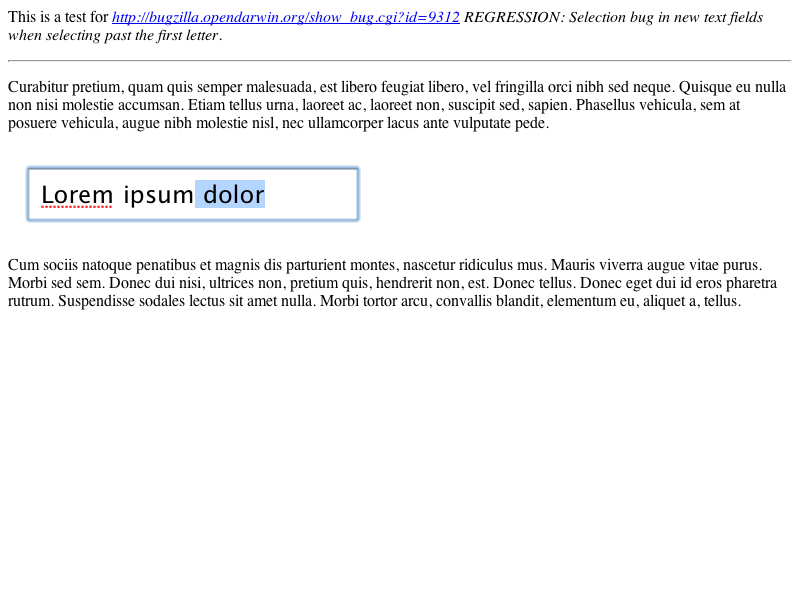 This is a test for http://bugzilla.opendarwin.org/show_bug.cgi?id=9312 REGRESSION: Selection bug in new text fields
when selecting past the first letter.
Curabitur pretium, quam quis semper malesuada, est libero feugiat libero, vel fringilla orci nibh sed neque. Quisque eu nulla
non nisi molestie accumsan. Etiam tellus urna, laoreet ac, laoreet non, suscipit sed, sapien. Phasellus vehicula, sem at
posuere vehicula, augue nibh molestie nisl, nec ullamcorper lacus ante vulputate pede.
Lorem ipsum dolor
Cum sociis natoque penatibus et magnis dis parturient montes, nascetur ridiculus mus. Mauris viverra augue vitae purus.
Morbi sed sem. Donec dui nisi, ultrices non, pretium quis, hendrerit non, est. Donec tellus. Donec eget dui id eros pharetra
rutrum. Suspendisse sodales lectus sit amet nulla. Morbi tortor arcu, convallis blandit, elementum eu, aliquet a, tellus.